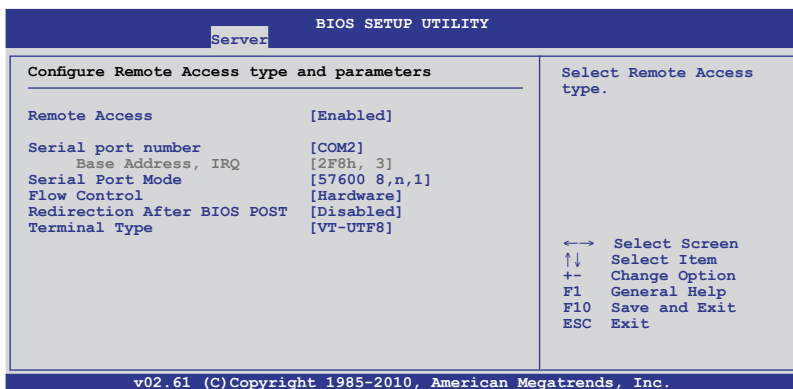 BIOS SETUP UTILITY
Server
Configure Remote Access type and parameters
Remote Access [Enabled]
Serial port number [COM2]
Base Address, IRQ [2F8h, 3]
Serial Port Mode [57600 8,n,1]
Flow Control [Hardware]
Redirection After BIOS POST [Disabled]
Terminal Type [VT-UTF8]
Select Remote Access
type.
←→ Select Screen
↑↓ Select Item
+- Change Option
F1 General Help
F10 Save and Exit
ESC Exit
v02.61 (C)Copyright 1985-2010, American Megatrends, Inc.